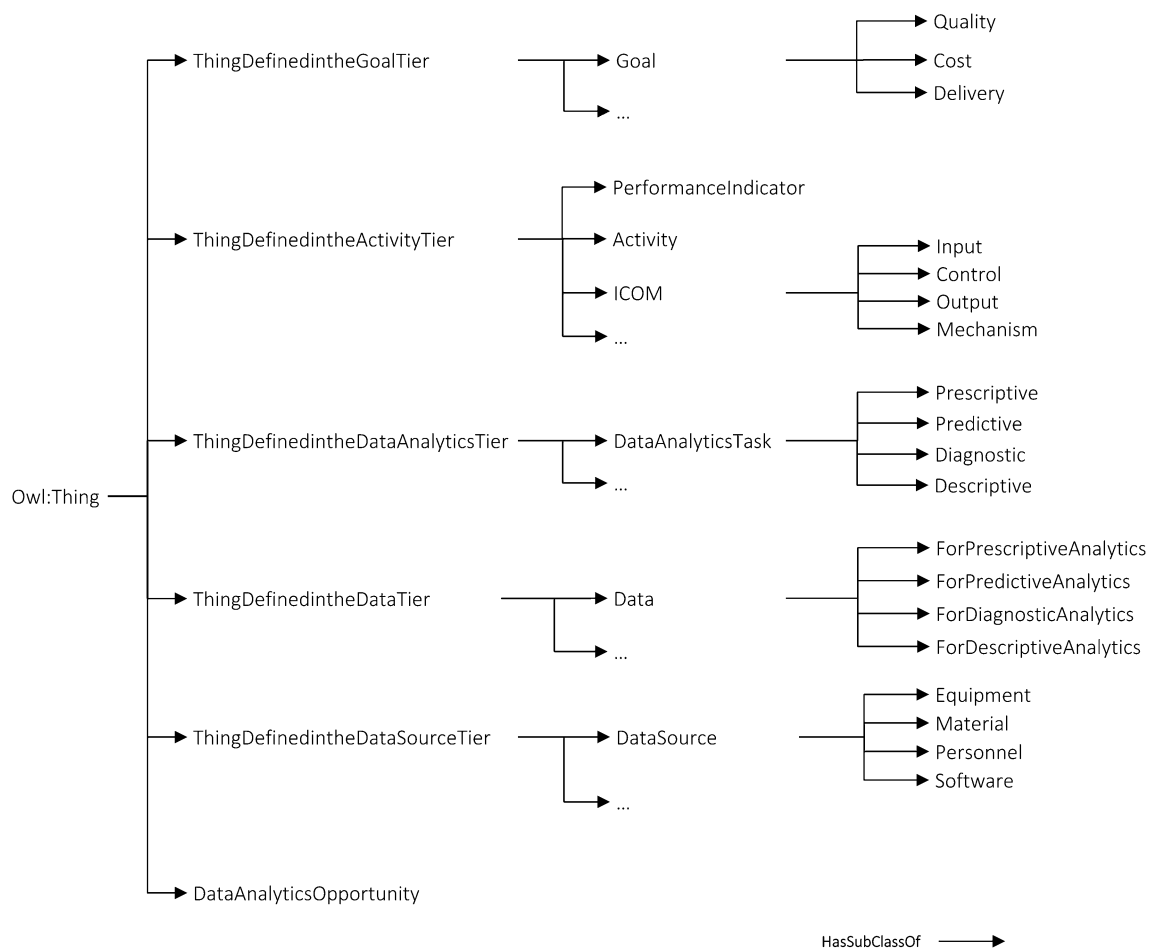 Quality
ThingDefinedintheGoalTier
Goal
Cost
Delivery
...
PerformanceIndicator
ThingDefinedintheActivityTier
Activity
Input
Control
ICOM
Output
Mechanism
...
Prescriptive
Predictive
ThingDefinedintheDataAnalyticsTier
DataAnalyticsTask
Diagnostic
...
Descriptive
Owl:Thing
ForPrescriptiveAnalytics
ForPredictiveAnalytics
ThingDefinedintheDataTier
Data
ForDiagnosticAnalytics
ForDescriptiveAnalytics
...
Equipment
Material
ThingDefinedintheDataSourceTier
DataSource
Personnel
Software
...
DataAnalyticsOpportunity
HasSubClassOf